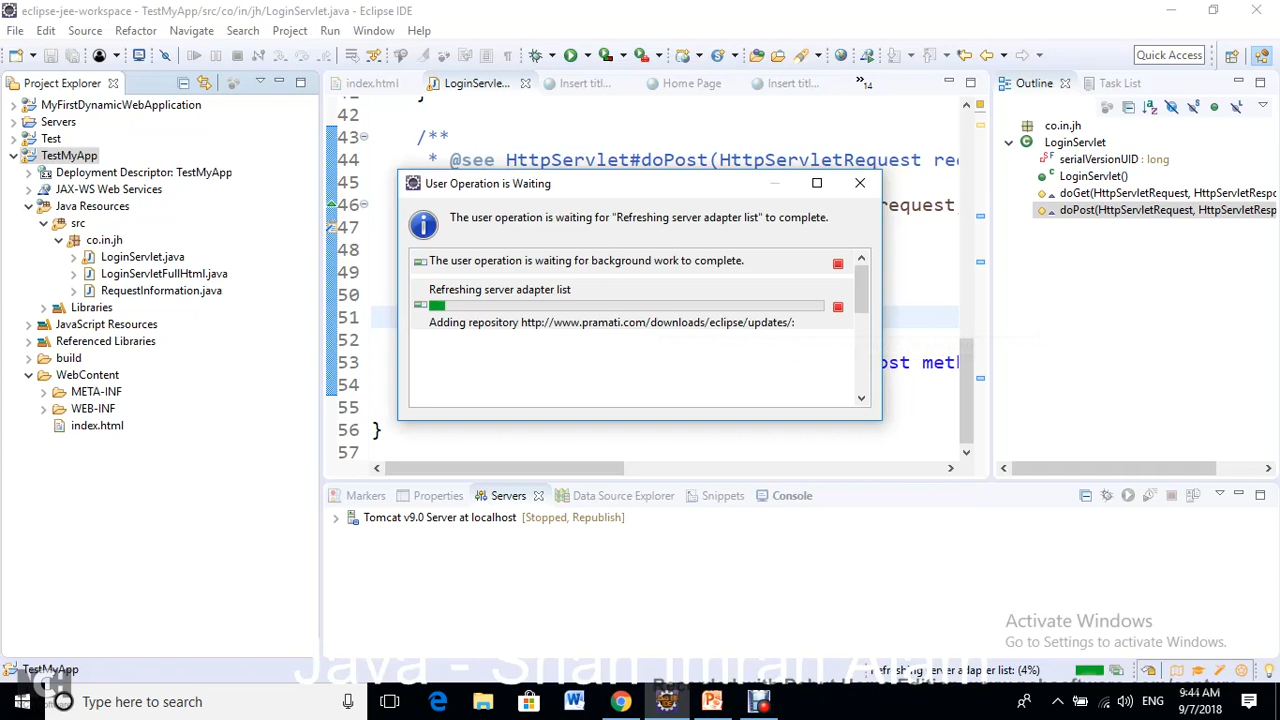 eclipse-jee-workspace - TestMyApp/src/co/in/jh/LoginServlet.java - Eclipse IDE
File Edit Source Refactor Navigate Search Project Run Window Help
Quick Access
Project Explorer
MyFirstDynamicWebApplication
Servers
Test
TestMyApp
Deployment Descriptor: TestMyApp
JAX-WS Web Services
Java Resources
src
co.in.jh
LoginServlet.java
LoginServletFullHtml.java
RequestInformation.java
Libraries
JavaScript Resources
Referenced Libraries
build
WebContent
META-INF
WEB-INF
index.html
index.html LoginServle... Insert titl... Home Page Insert titl... »14
42
43 /**
44 * @see HttpServlet#doPost(HttpServletRequest
45
46 request,
47
48
49
50
51
52
53 ost meth
54
55
56 }
57
User Operation is Waiting
The user operation is waiting for "Refreshing server adapter list" to complete.
The user operation is waiting for background work to complete.
Refreshing server adapter list
Adding repository http://www.pramati.com/downloads/eclipse/updates/:
Outline Task List
co.in.jh
LoginServlet
serialVersionUID : long
LoginServlet()
doGet(HttpServletRequest, HttpServletRespo
doPost(HttpServletRequest, HttpServletResp
Markers Properties Servers Data Source Explorer Snippets Console
Tomcat v9.0 Server at localhost [Stopped, Republish]
Activate Windows
Go to Settings to activate Windows.
TestMyApp
server adapter list: (4%)
Type here to search
ENG
9:44 AM
9/7/2018